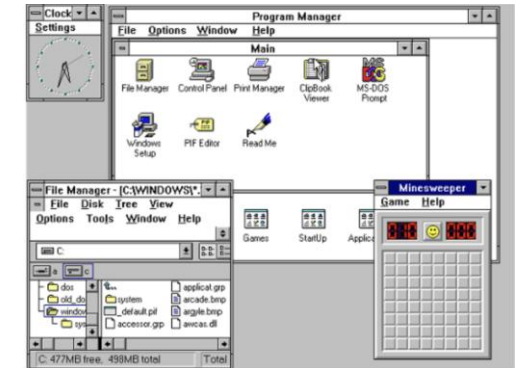 Clock
Settings
Program Manager
File Options Window Help
Main
File Manager
Control Panel
Print Manager
ClipBook
Viewer
MS-DOS
Prompt
Windows
Setup
PIF Editor
Read Me
Games
StartUp
Applica
File Manager - [C:\WINDOWS\*.
File Disk Tree View
Options Tools Window Help
C:
a c
dos
old_do
window
sys
system
_default.pif
accessor.grp
applicat.grp
arcade.bmp
argyle.bmp
awcas.dll
C: 477MB free, 498MB total
Total
Minesweeper
Game Help